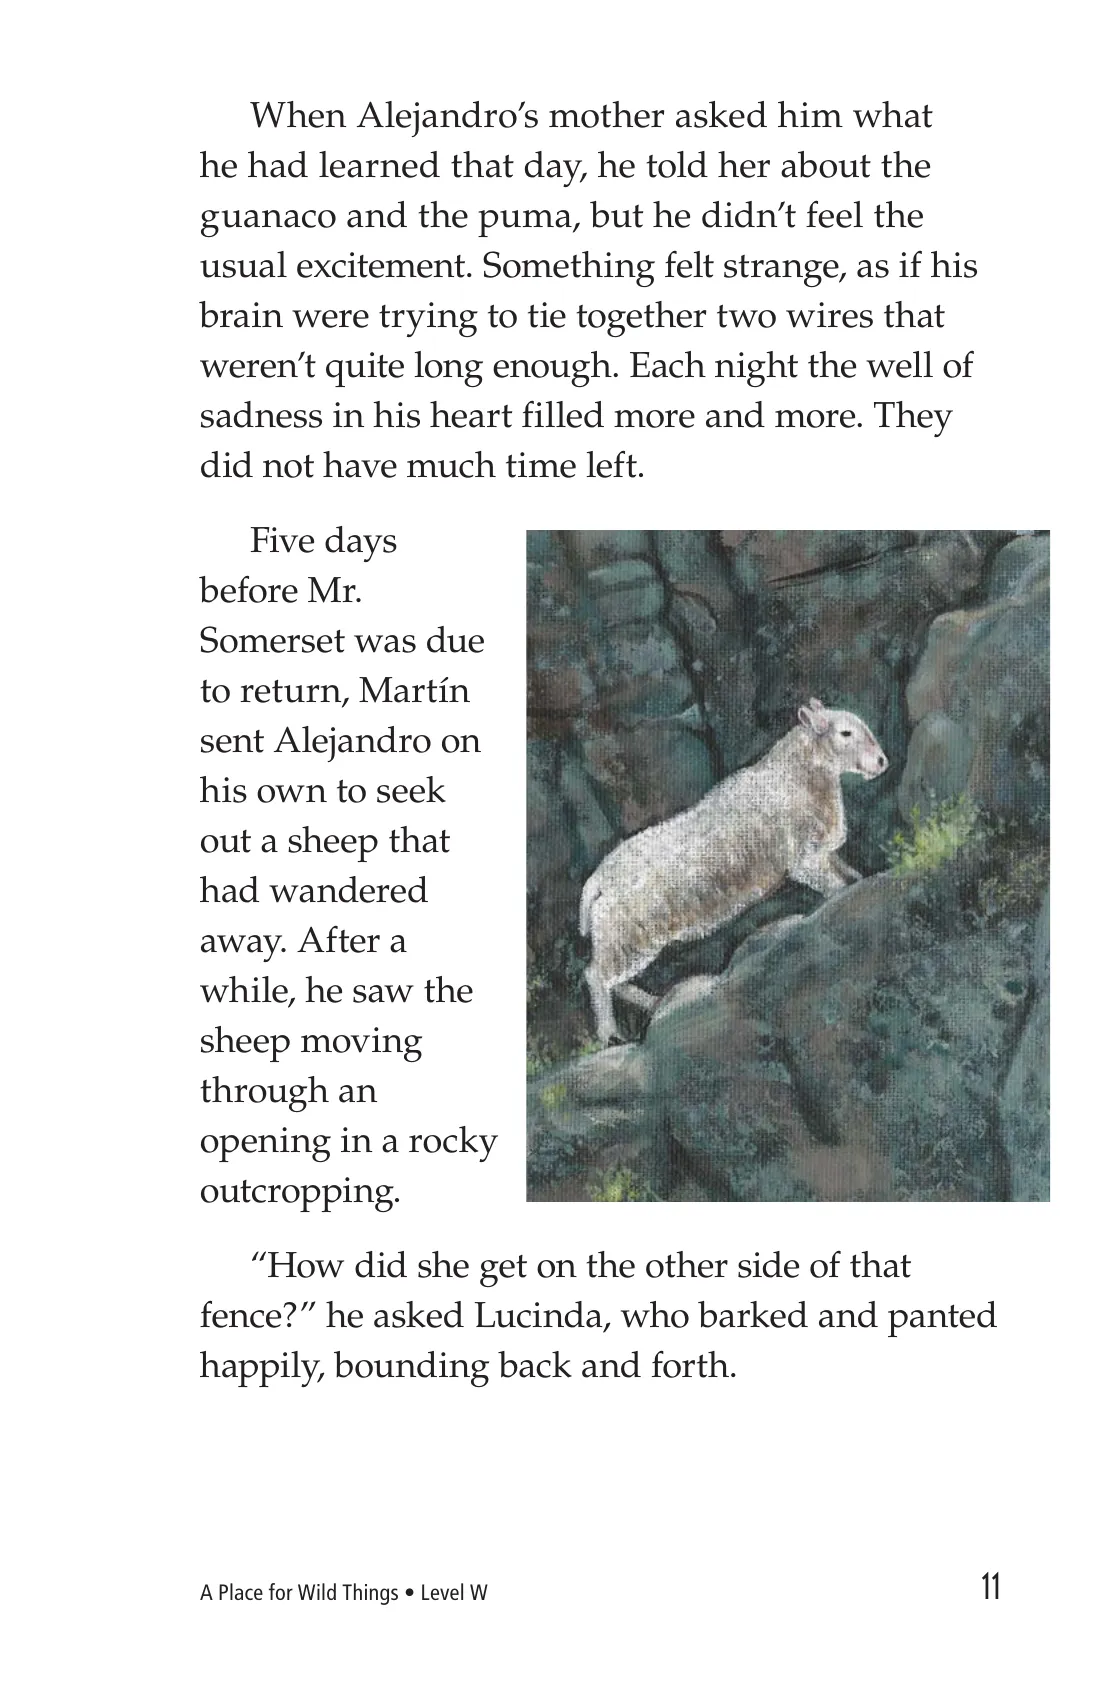 When Alejandro’s mother asked him what
he had learned that day, he told her about the
guanaco and the puma, but he didn’t feel the
usual excitement. Something felt strange, as if his
brain were trying to tie together two wires that
weren’t quite long enough. Each night the well of
sadness in his heart filled more and more. They
did not have much time left.
Five days
before Mr.
Somerset was due
to return, Martín
sent Alejandro on
his own to seek
out a sheep that
had wandered
away. After a
while, he saw the
sheep moving
through an
opening in a rocky
outcropping.
“How did she get on the other side of that
fence?” he asked Lucinda, who barked and panted
happily, bounding back and forth.
A Place for Wild Things • Level W
11